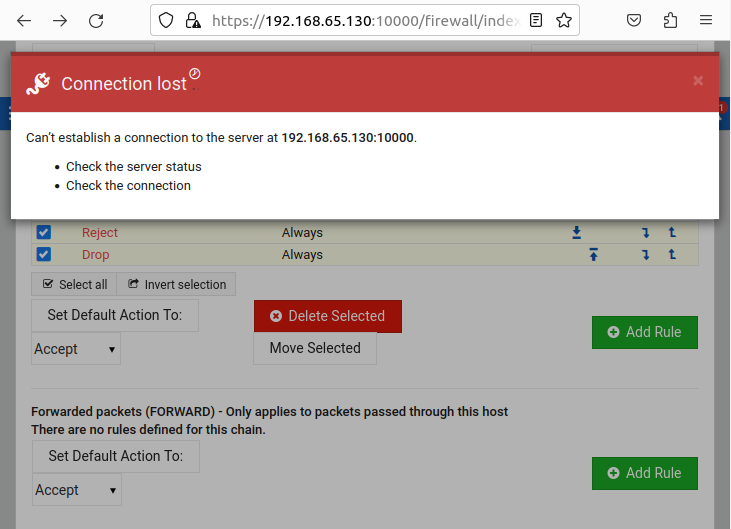 https://192.168.65.130:10000/firewall/index
Connection lost
Can't establish a connection to the server at 192.168.65.130:10000.
Check the server status
Check the connection
Reject Always
Drop Always
Select all Invert selection
Set Default Action To: Delete Selected
Add Rule
Accept Move Selected
Forwarded packets (FORWARD) - Only applies to packets passed through this host
There are no rules defined for this chain.
Set Default Action To:
Add Rule
Accept